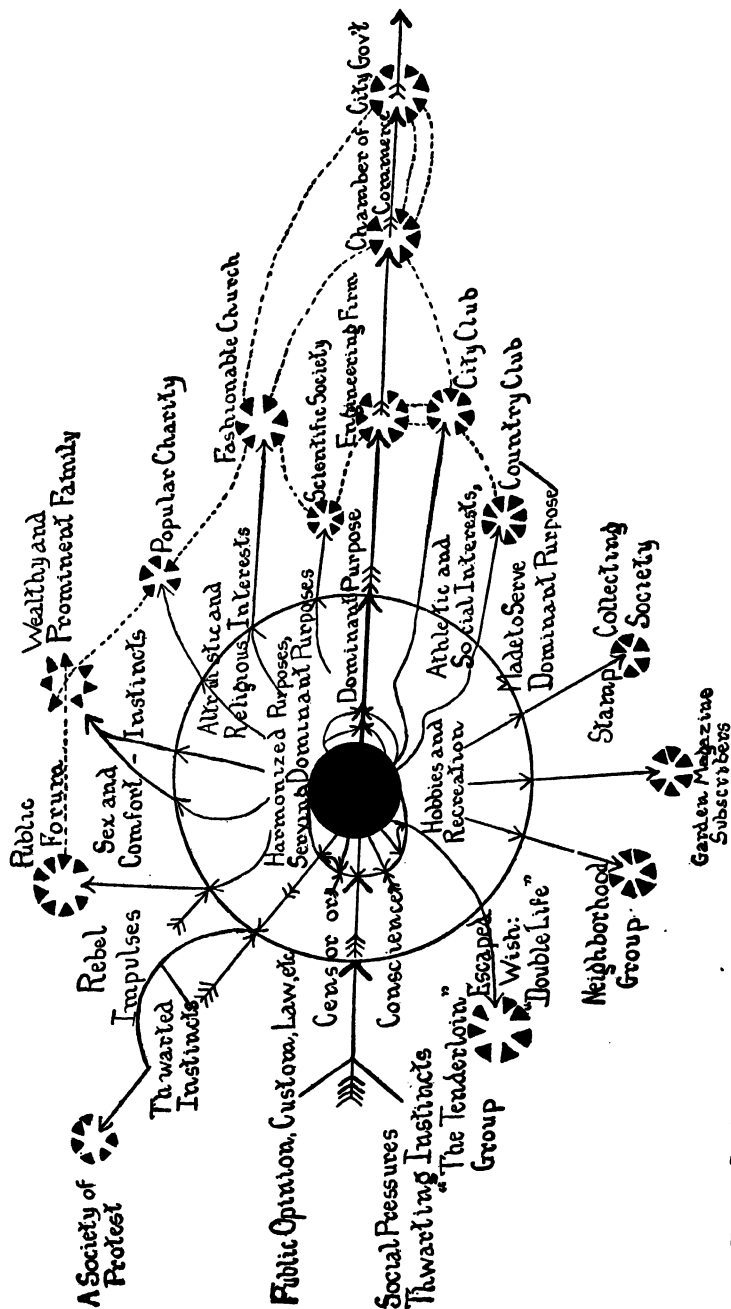 A Society of
Protest
Public
Forum
Wealthy and
Prominent Family
Popular Charity
Fashionable Church
Scientific Society
Engineering Firm
Chamber of
Commerce
City Gov't
City Club
Country Club
Rebel
Impulses
Thwarted
Instincts
Sex and
Comfort - Instincts
Altruistic and
Religious Interests
Harmonized Purposes,
Serving Dominant Purposes
Dominant Purpose
Athletic and
Social Interests,
Made to Serve
Dominant Purpose
Public Opinion, Custom, Law, etc.
Censor or
Conscience
Social Pressures
Thwarting Instincts
"The Tenderloin"
Group
Escaped
Wish:
"Double Life"
Hobbies and
Recreation
Neighborhood
Group
Garden Magazine
Subscribers
Stamp Collecting
Society